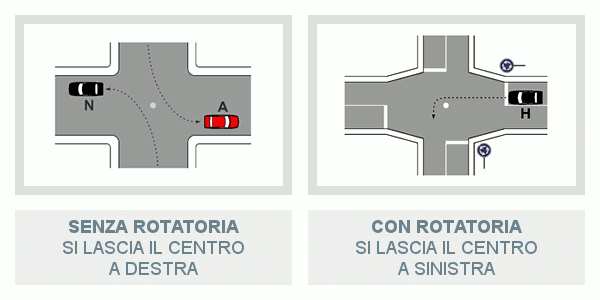 N
A
H
SENZA ROTATORIA
SI LASCIA IL CENTRO
A DESTRA
CON ROTATORIA
SI LASCIA IL CENTRO
A SINISTRA